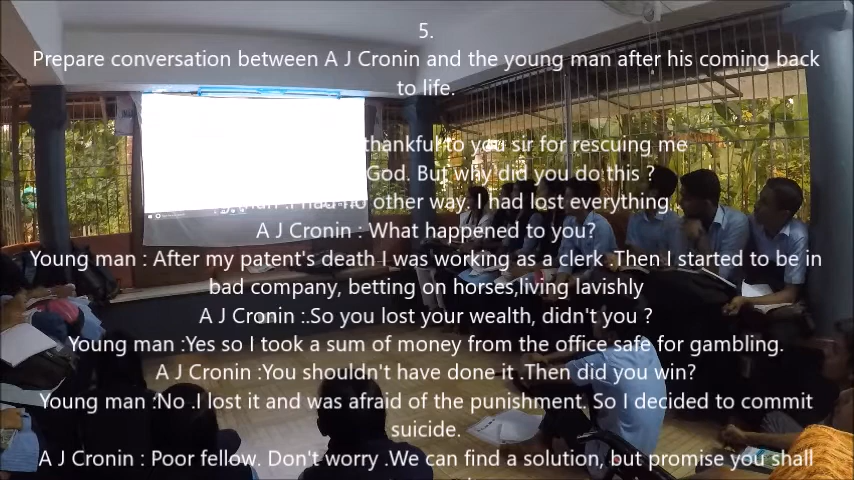 5.
Prepare conversation between A J Cronin and the young man after his coming back
to life.
thankful to you sir for rescuing me
God. But why did you do this ?
I had no other way. I had lost everything
A J Cronin : What happened to you?
Young man : After my patent's death I was working as a clerk .Then I started to be in
bad company, betting on horses,living lavishly
A J Cronin :.So you lost your wealth, didn't you ?
Young man :Yes so I took a sum of money from the office safe for gambling.
A J Cronin :You shouldn't have done it .Then did you win?
Young man :No .I lost it and was afraid of the punishment. So I decided to commit
suicide.
A J Cronin : Poor fellow. Don't worry .We can find a solution, but promise you shall